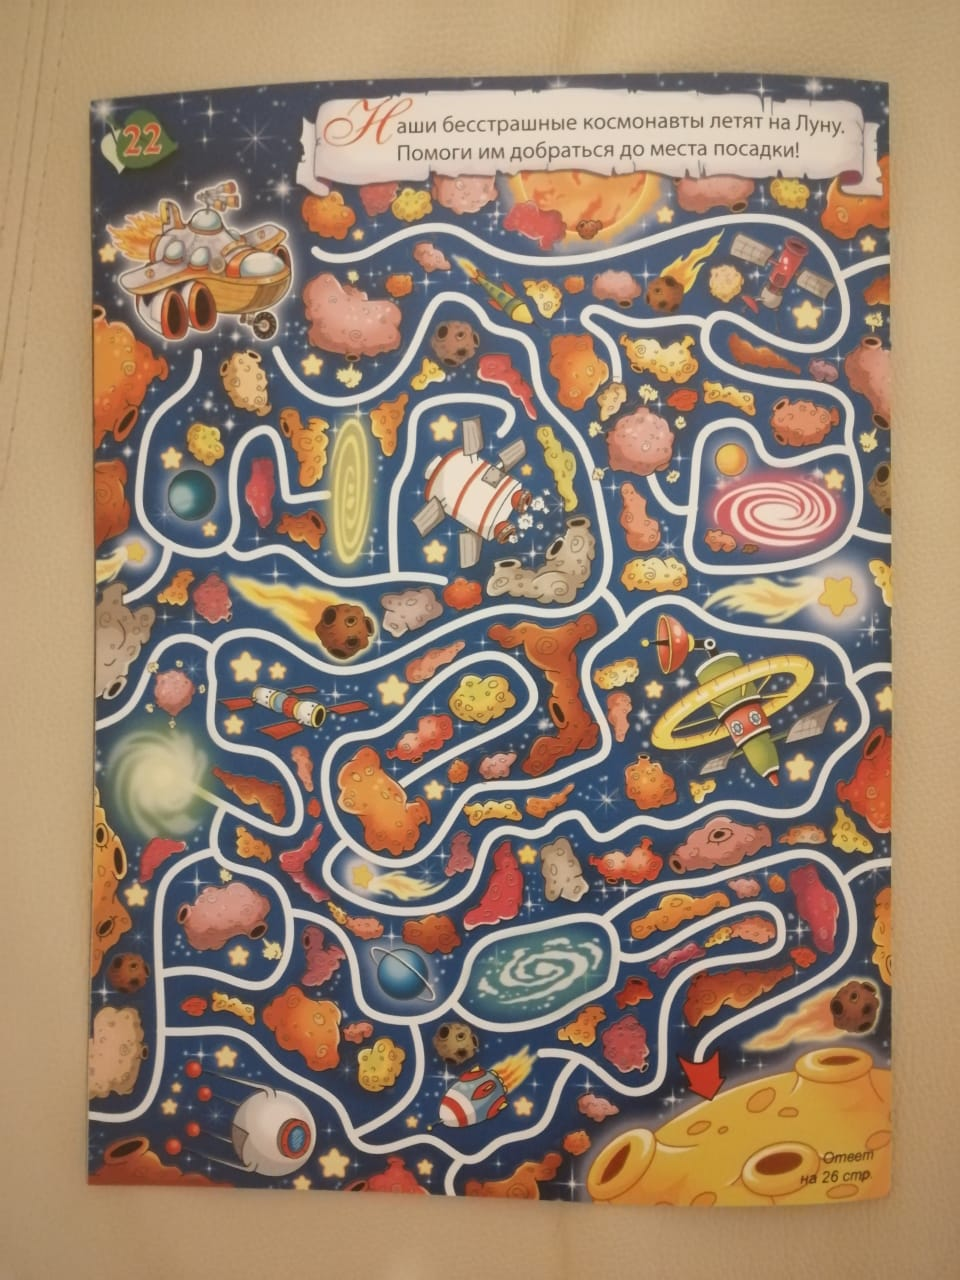 22
Наши бесстрашные космонавты летят на Луну.
Помоги им добраться до места посадки!
Ответ
на 26 стр.